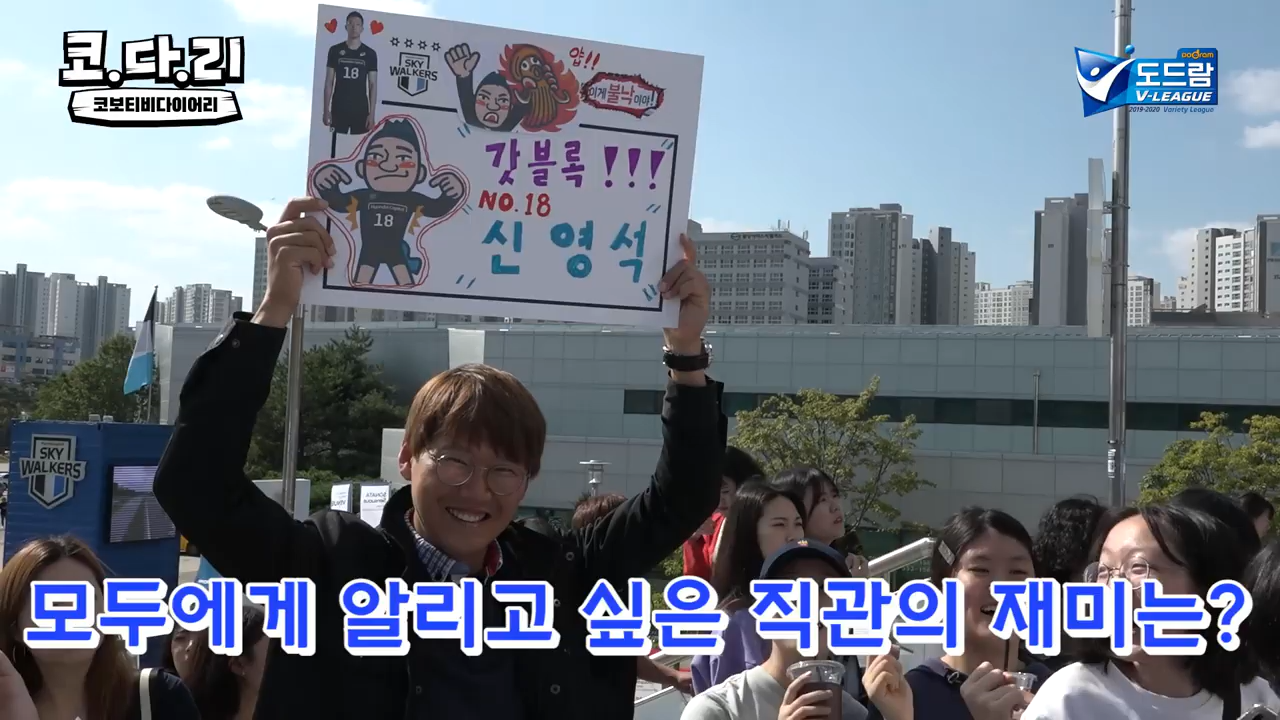 코.다.리
코보티비다이어리
DoDram
도드람
V-LEAGUE
2019-2020 Variety League
18
SKY
WALKERS
얍!!
이게 불낙이야!
갓블록!!!
NO.18
신영석
18
SKY
WALKERS
모두에게 알리고 싶은 직관의 재미는?